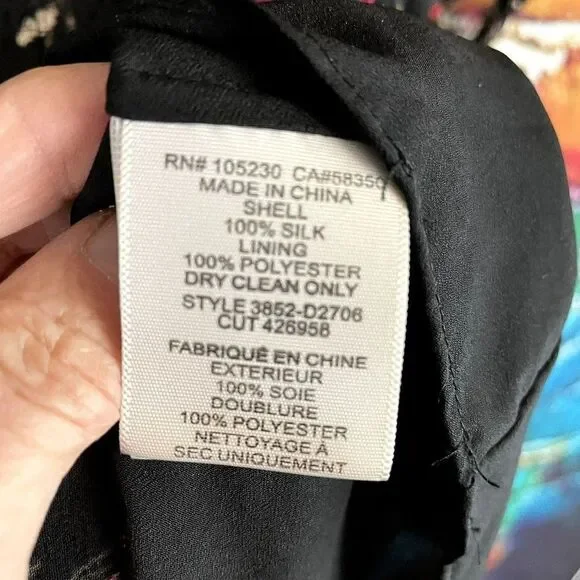 RN# 105230 CA#58359
MADE IN CHINA
SHELL
100% SILK
LINING
100% POLYESTER
DRY CLEAN ONLY
STYLE 3852-D2706
CUT 426958
FABRIQUÉ EN CHINE
EXTERIEUR
100% SOIE
DOUBLURE
100% POLYESTER
NETTOYAGE À
SEC UNIQUEMENT